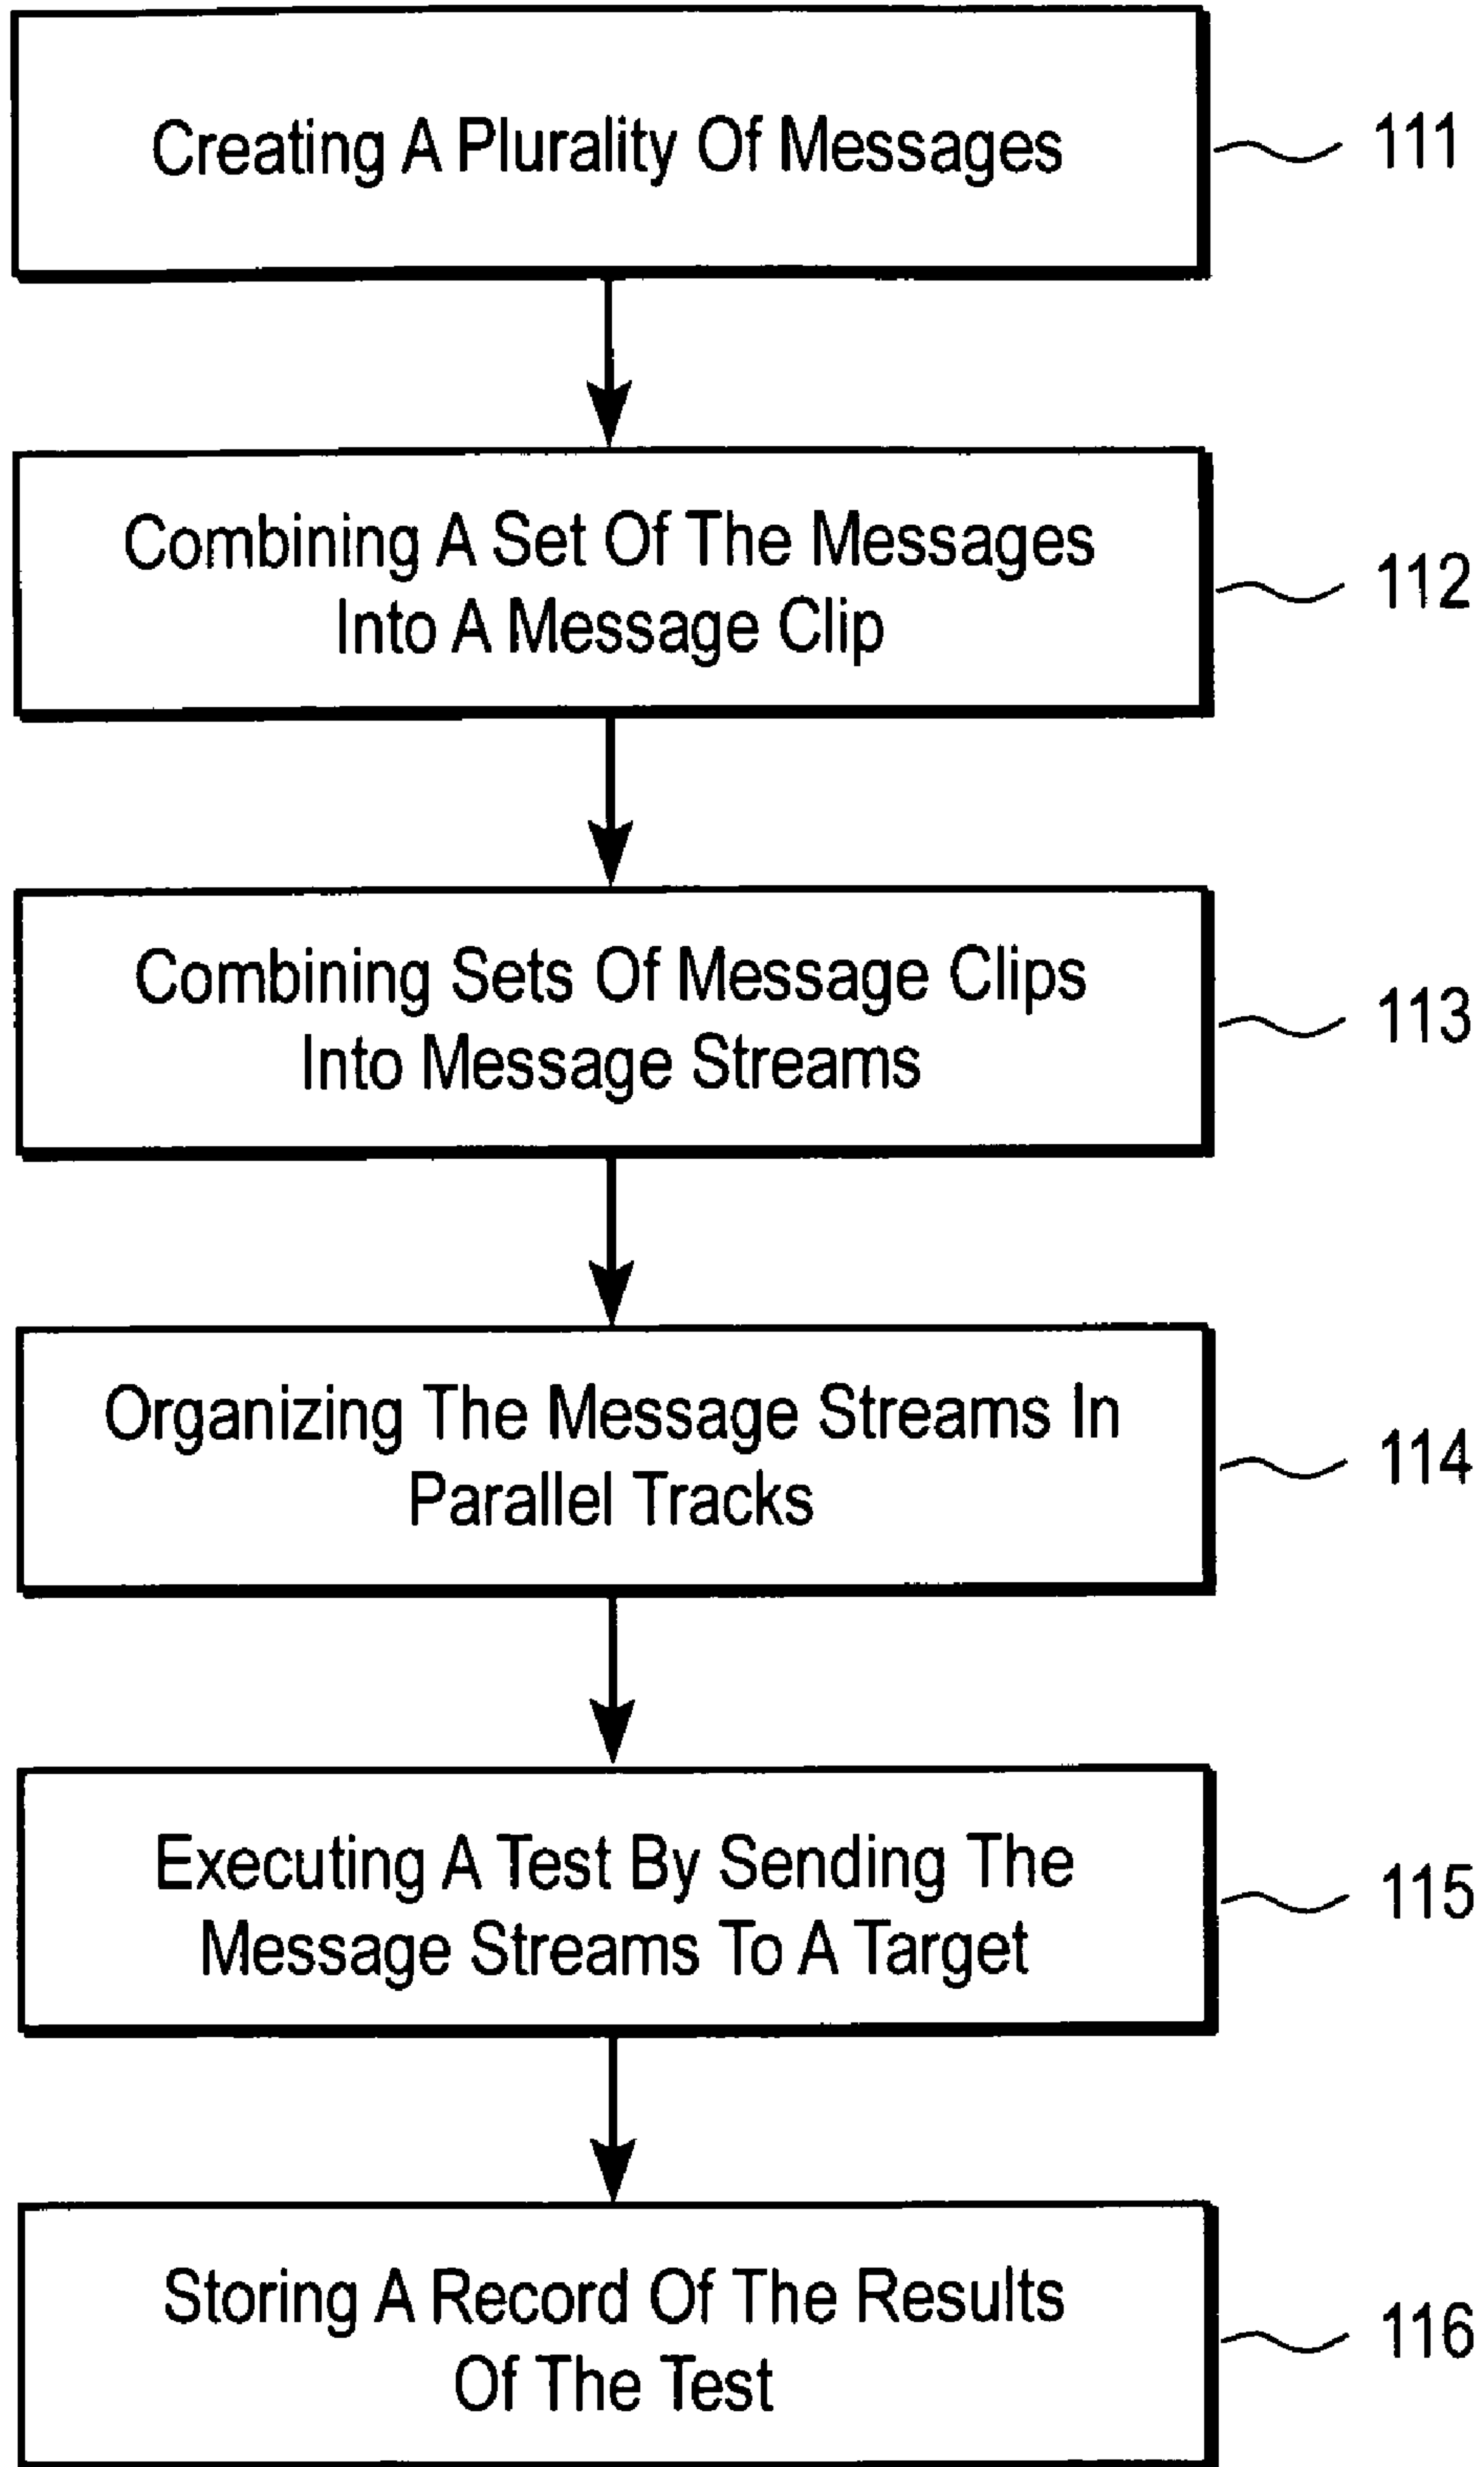 Creating A Plurality Of Messages
111
Combining A Set Of The Messages
Into A Message Clip
112
Combining Sets Of Message Clips
Into Message Streams
113
Organizing The Message Streams In
Parallel Tracks
114
Executing A Test By Sending The
Message Streams To A Target
115
Storing A Record Of The Results
Of The Test
116